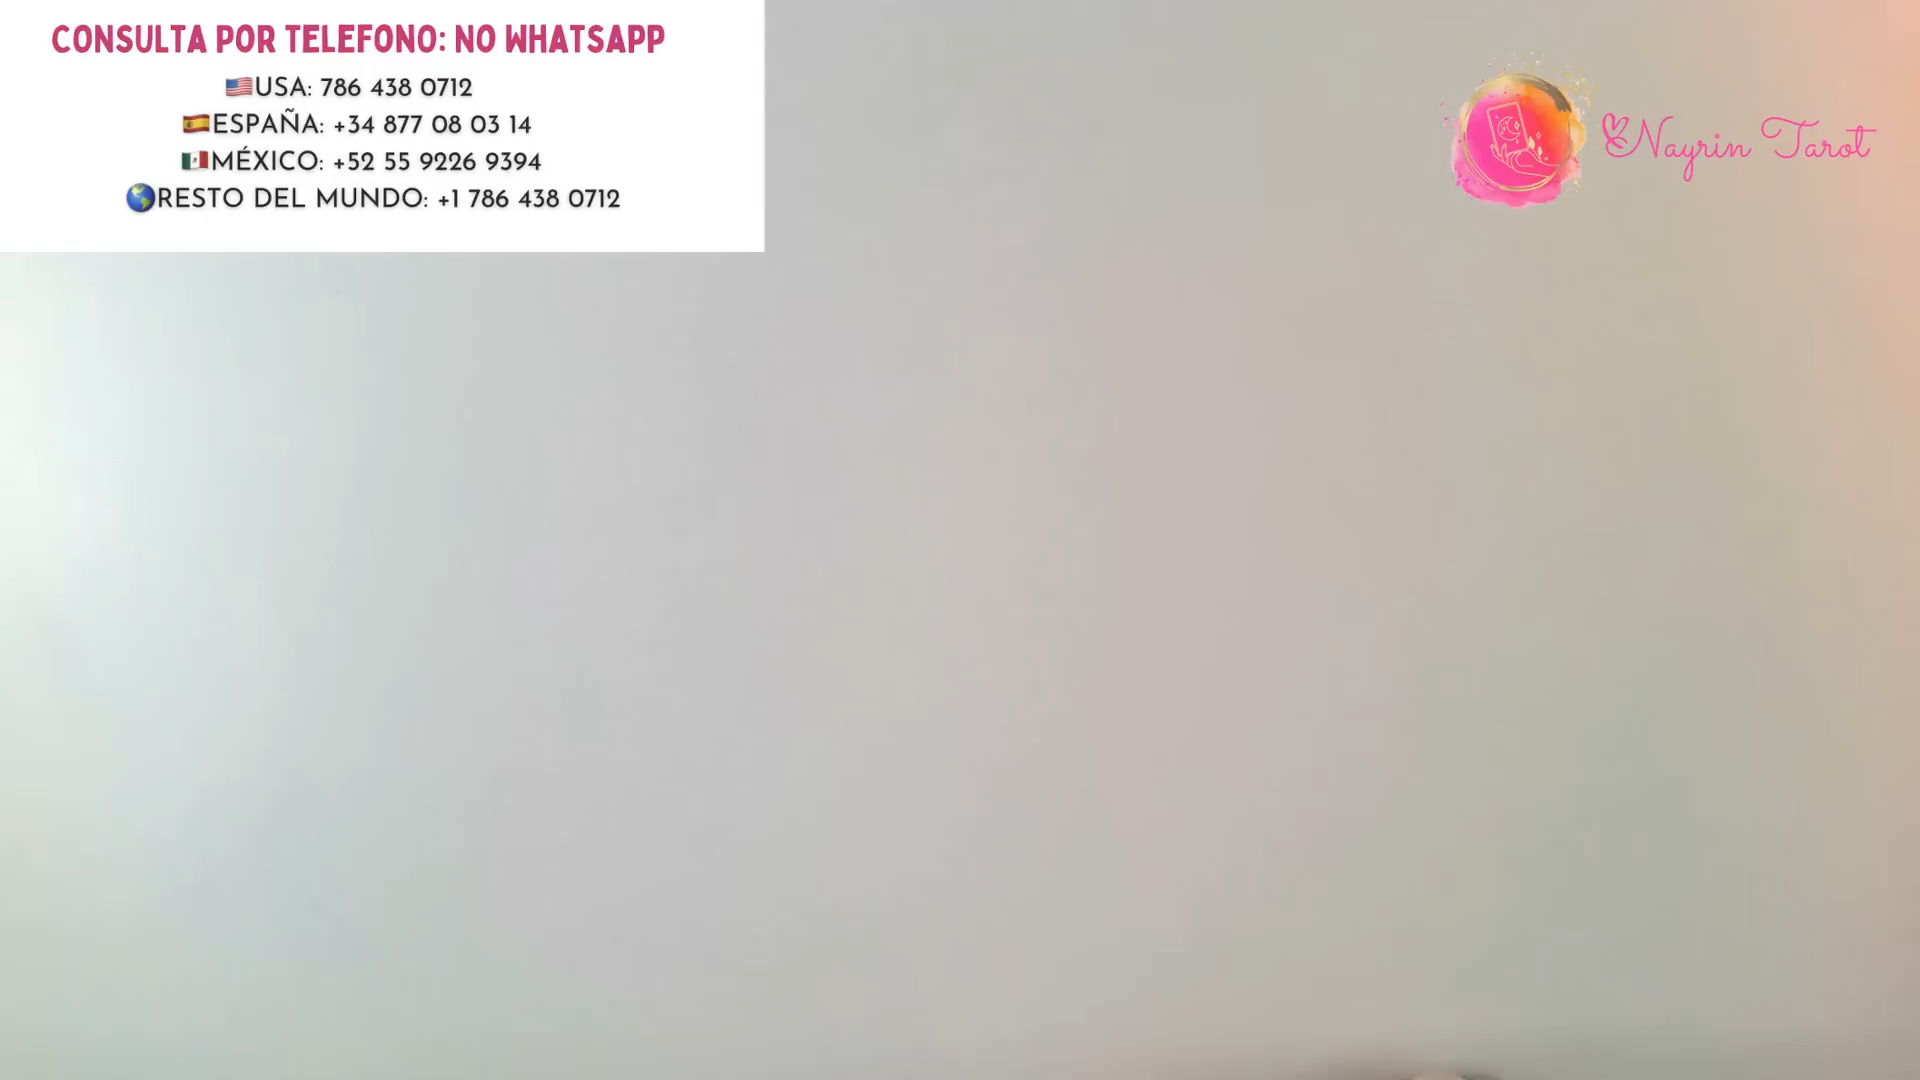 CONSULTA POR TELEFONO: NO WHATSAPP
🇺🇸USA: 786 438 0712
🇪🇸ESPAÑA: +34 877 08 03 14
🇲🇽MÉXICO: +52 55 9226 9394
🌎RESTO DEL MUNDO: +1 786 438 0712
Nayrin Tarot